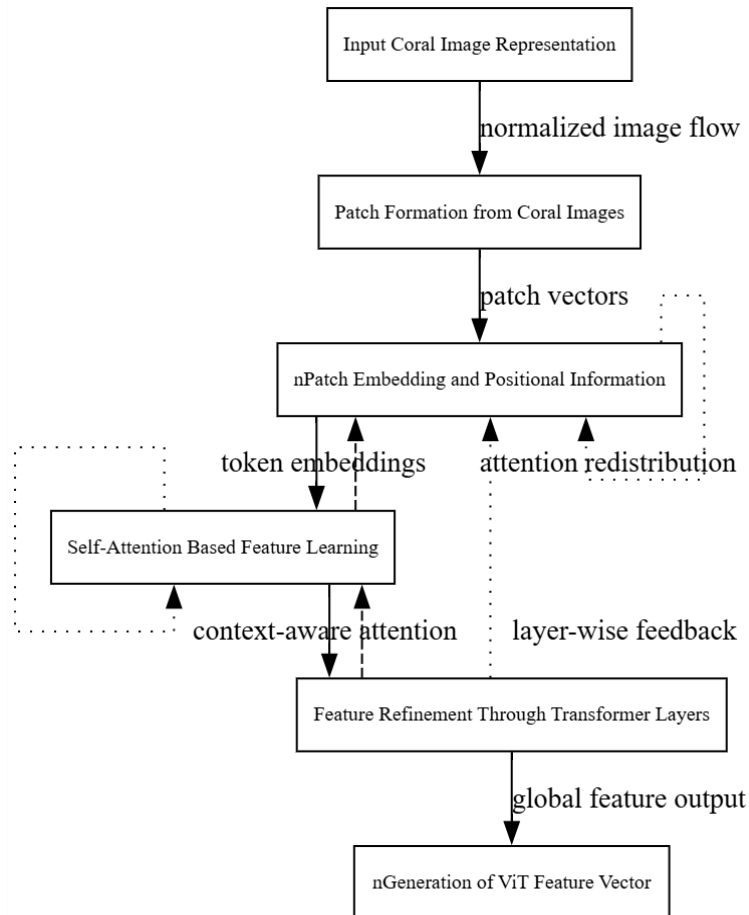 Input Coral Image Representation
normalized image flow
Patch Formation from Coral Images
patch vectors
nPatch Embedding and Positional Information
token embeddings
attention redistribution
Self-Attention Based Feature Learning
context-aware attention
layer-wise feedback
Feature Refinement Through Transformer Layers
global feature output
nGeneration of ViT Feature Vector